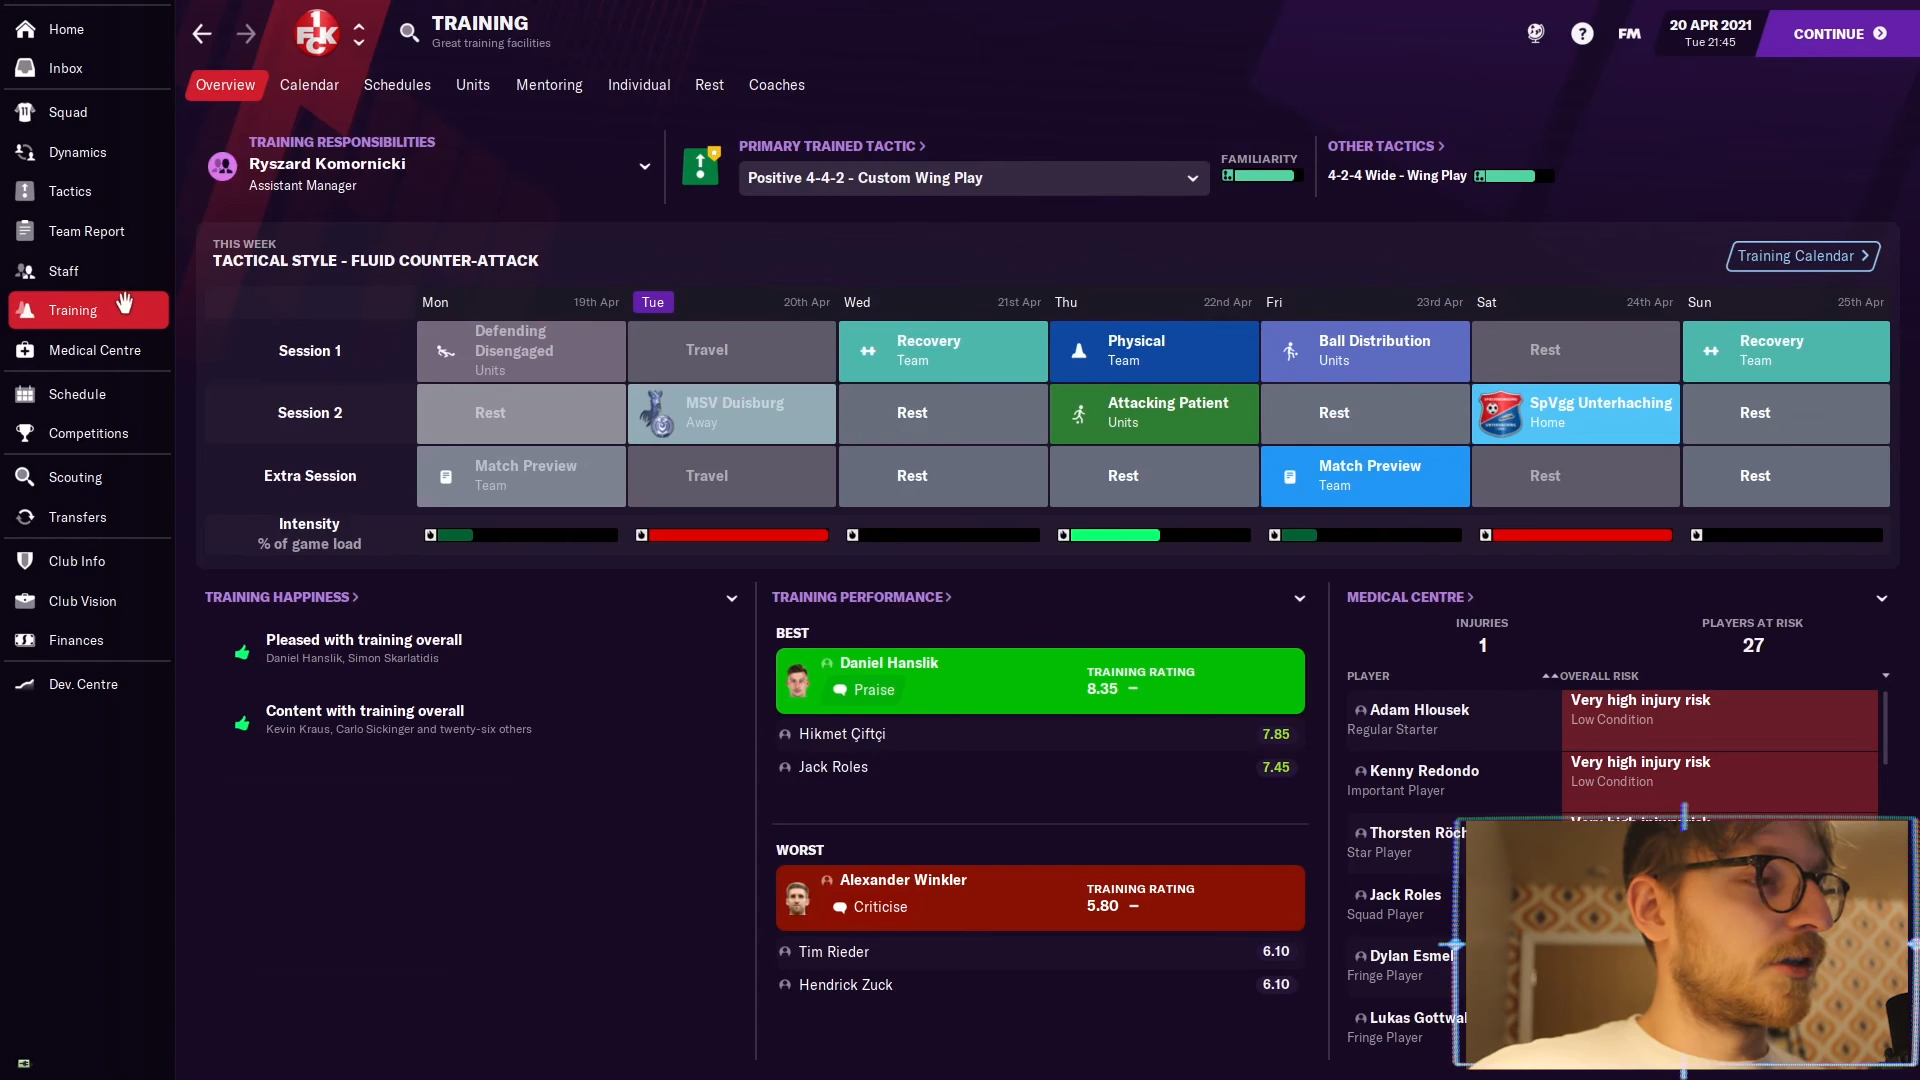 Home
Inbox
Squad
Dynamics
Tactics
Team Report
Staff
Training
Medical Centre
Schedule
Competitions
Scouting
Transfers
Club Info
Club Vision
Finances
Dev. Centre
1
FCK
TRAINING
Great training facilities
?
FM
20 APR 2021
Tue 21:45
CONTINUE
Overview
Calendar
Schedules
Units
Mentoring
Individual
Rest
Coaches
TRAINING RESPONSIBILITIES
Ryszard Komornicki
Assistant Manager
PRIMARY TRAINED TACTIC >
Positive 4-4-2 - Custom Wing Play
FAMILIARITY
OTHER TACTICS >
4-2-4 Wide - Wing Play
THIS WEEK
TACTICAL STYLE - FLUID COUNTER-ATTACK
Training Calendar >
Mon 19th Apr
Tue 20th Apr
Wed 21st Apr
Thu 22nd Apr
Fri 23rd Apr
Sat 24th Apr
Sun 25th Apr
Session 1
Defending
Disengaged
Units
Travel
Recovery
Team
Physical
Team
Ball Distribution
Units
Rest
Recovery
Team
Session 2
Rest
MSV Duisburg
Away
Rest
Attacking Patient
Units
Rest
SpVgg Unterhaching
Home
Rest
Extra Session
Match Preview
Team
Travel
Rest
Rest
Match Preview
Team
Rest
Rest
Intensity
% of game load
TRAINING HAPPINESS >
Pleased with training overall
Daniel Hanslik, Simon Skarlatidis
Content with training overall
Kevin Kraus, Carlo Sickinger and twenty-six others
TRAINING PERFORMANCE >
BEST
Daniel Hanslik
Praise
TRAINING RATING
8.35 –
Hikmet Çiftçi 7.85
Jack Roles 7.45
WORST
Alexander Winkler
Criticise
TRAINING RATING
5.80 –
Tim Rieder 6.10
Hendrick Zuck 6.10
MEDICAL CENTRE >
INJURIES
1
PLAYERS AT RISK
27
PLAYER
OVERALL RISK
Adam Hlousek
Regular Starter
Very high injury risk
Low Condition
Kenny Redondo
Important Player
Very high injury risk
Low Condition
Thorsten Röch
Star Player
Jack Roles
Squad Player
Dylan Esmel
Fringe Player
Lukas Gottwal
Fringe Player